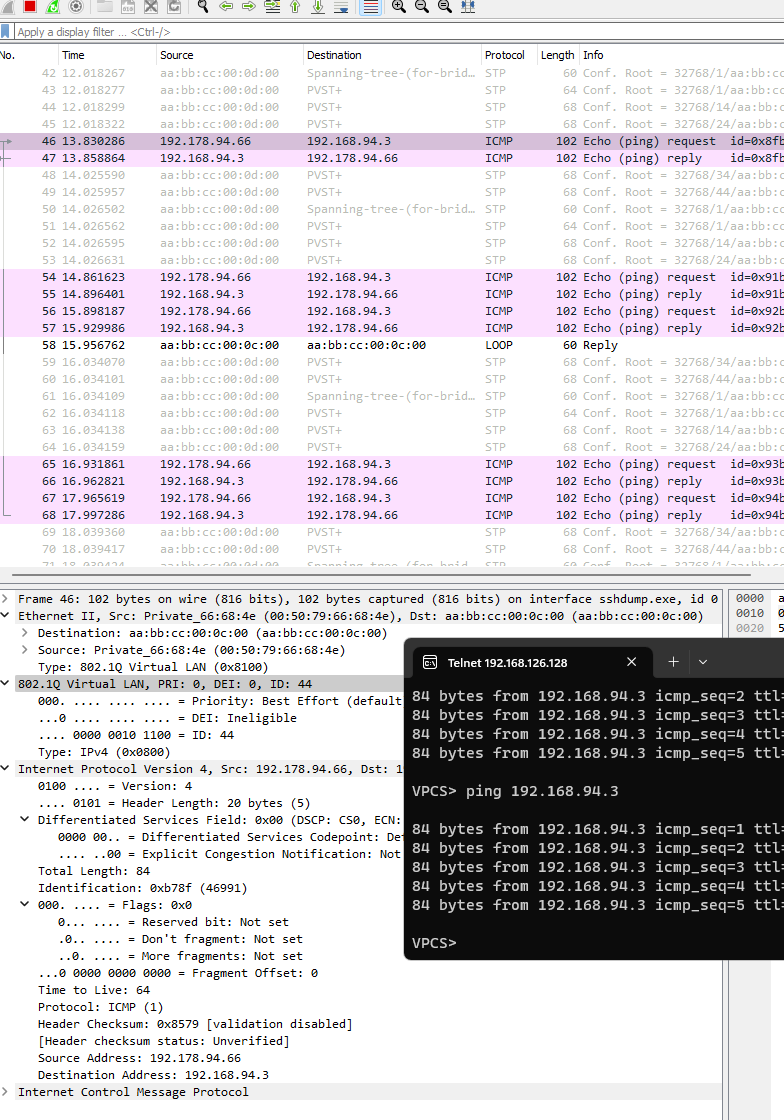 Apply a display filter ... <Ctrl-/>
No. Time Source Destination Protocol Length Info
42 12.018267 aa:bb:cc:00:0d:00 Spanning-tree-(for-brid… STP 60 Conf. Root = 32768/1/aa:bb:cc
43 12.018277 aa:bb:cc:00:0d:00 PVST+ STP 64 Conf. Root = 32768/1/aa:bb:cc
44 12.018299 aa:bb:cc:00:0d:00 PVST+ STP 68 Conf. Root = 32768/14/aa:bb:c
45 12.018322 aa:bb:cc:00:0d:00 PVST+ STP 68 Conf. Root = 32768/24/aa:bb:c
46 13.830286 192.178.94.66 192.168.94.3 ICMP 102 Echo (ping) request id=0x8fb
47 13.858864 192.168.94.3 192.178.94.66 ICMP 102 Echo (ping) reply id=0x8fb
48 14.025590 aa:bb:cc:00:0d:00 PVST+ STP 68 Conf. Root = 32768/34/aa:bb:c
49 14.025957 aa:bb:cc:00:0d:00 PVST+ STP 68 Conf. Root = 32768/44/aa:bb:c
50 14.026502 aa:bb:cc:00:0d:00 Spanning-tree-(for-brid… STP 60 Conf. Root = 32768/1/aa:bb:cc
51 14.026562 aa:bb:cc:00:0d:00 PVST+ STP 64 Conf. Root = 32768/1/aa:bb:cc
52 14.026595 aa:bb:cc:00:0d:00 PVST+ STP 68 Conf. Root = 32768/14/aa:bb:c
53 14.026631 aa:bb:cc:00:0d:00 PVST+ STP 68 Conf. Root = 32768/24/aa:bb:c
54 14.861623 192.178.94.66 192.168.94.3 ICMP 102 Echo (ping) request id=0x91b
55 14.896401 192.168.94.3 192.178.94.66 ICMP 102 Echo (ping) reply id=0x91b
56 15.898187 192.178.94.66 192.168.94.3 ICMP 102 Echo (ping) request id=0x92b
57 15.929986 192.168.94.3 192.178.94.66 ICMP 102 Echo (ping) reply id=0x92b
58 15.956762 aa:bb:cc:00:0c:00 aa:bb:cc:00:0c:00 LOOP 60 Reply
59 16.034070 aa:bb:cc:00:0d:00 PVST+ STP 68 Conf. Root = 32768/34/aa:bb:c
60 16.034101 aa:bb:cc:00:0d:00 PVST+ STP 68 Conf. Root = 32768/44/aa:bb:c
61 16.034109 aa:bb:cc:00:0d:00 Spanning-tree-(for-brid… STP 60 Conf. Root = 32768/1/aa:bb:cc
62 16.034118 aa:bb:cc:00:0d:00 PVST+ STP 64 Conf. Root = 32768/1/aa:bb:cc
63 16.034138 aa:bb:cc:00:0d:00 PVST+ STP 68 Conf. Root = 32768/14/aa:bb:c
64 16.034159 aa:bb:cc:00:0d:00 PVST+ STP 68 Conf. Root = 32768/24/aa:bb:c
65 16.931861 192.178.94.66 192.168.94.3 ICMP 102 Echo (ping) request id=0x93b
66 16.962821 192.168.94.3 192.178.94.66 ICMP 102 Echo (ping) reply id=0x93b
67 17.965619 192.178.94.66 192.168.94.3 ICMP 102 Echo (ping) request id=0x94b
68 17.997286 192.168.94.3 192.178.94.66 ICMP 102 Echo (ping) reply id=0x94b
69 18.039360 aa:bb:cc:00:0d:00 PVST+ STP 68 Conf. Root = 32768/34/aa:bb:c
70 18.039417 aa:bb:cc:00:0d:00 PVST+ STP 68 Conf. Root = 32768/44/aa:bb:c
Frame 46: 102 bytes on wire (816 bits), 102 bytes captured (816 bits) on interface sshdump.exe, id 0
Ethernet II, Src: Private_66:68:4e (00:50:79:66:68:4e), Dst: aa:bb:cc:00:0c:00 (aa:bb:cc:00:0c:00)
Destination: aa:bb:cc:00:0c:00 (aa:bb:cc:00:0c:00)
Source: Private_66:68:4e (00:50:79:66:68:4e)
Type: 802.1Q Virtual LAN (0x8100)
802.1Q Virtual LAN, PRI: 0, DEI: 0, ID: 44
000. .... .... .... = Priority: Best Effort (default
...0 .... .... .... = DEI: Ineligible
.... 0000 0010 1100 = ID: 44
Type: IPv4 (0x0800)
Internet Protocol Version 4, Src: 192.178.94.66, Dst: 1
0100 .... = Version: 4
.... 0101 = Header Length: 20 bytes (5)
Differentiated Services Field: 0x00 (DSCP: CS0, ECN:
0000 00.. = Differentiated Services Codepoint: De
.... ..00 = Explicit Congestion Notification: Not
Total Length: 84
Identification: 0xb78f (46991)
000. .... = Flags: 0x0
0... .... = Reserved bit: Not set
.0.. .... = Don't fragment: Not set
..0. .... = More fragments: Not set
...0 0000 0000 0000 = Fragment Offset: 0
Time to Live: 64
Protocol: ICMP (1)
Header Checksum: 0x8579 [validation disabled]
[Header checksum status: Unverified]
Source Address: 192.178.94.66
Destination Address: 192.168.94.3
Internet Control Message Protocol
0000 a
0010 0
0020 5
Telnet 192.168.126.128
84 bytes from 192.168.94.3 icmp_seq=2 ttl=
84 bytes from 192.168.94.3 icmp_seq=3 ttl=
84 bytes from 192.168.94.3 icmp_seq=4 ttl=
84 bytes from 192.168.94.3 icmp_seq=5 ttl=
VPCS> ping 192.168.94.3
84 bytes from 192.168.94.3 icmp_seq=1 ttl=
84 bytes from 192.168.94.3 icmp_seq=2 ttl=
84 bytes from 192.168.94.3 icmp_seq=3 ttl=
84 bytes from 192.168.94.3 icmp_seq=4 ttl=
84 bytes from 192.168.94.3 icmp_seq=5 ttl=
VPCS>